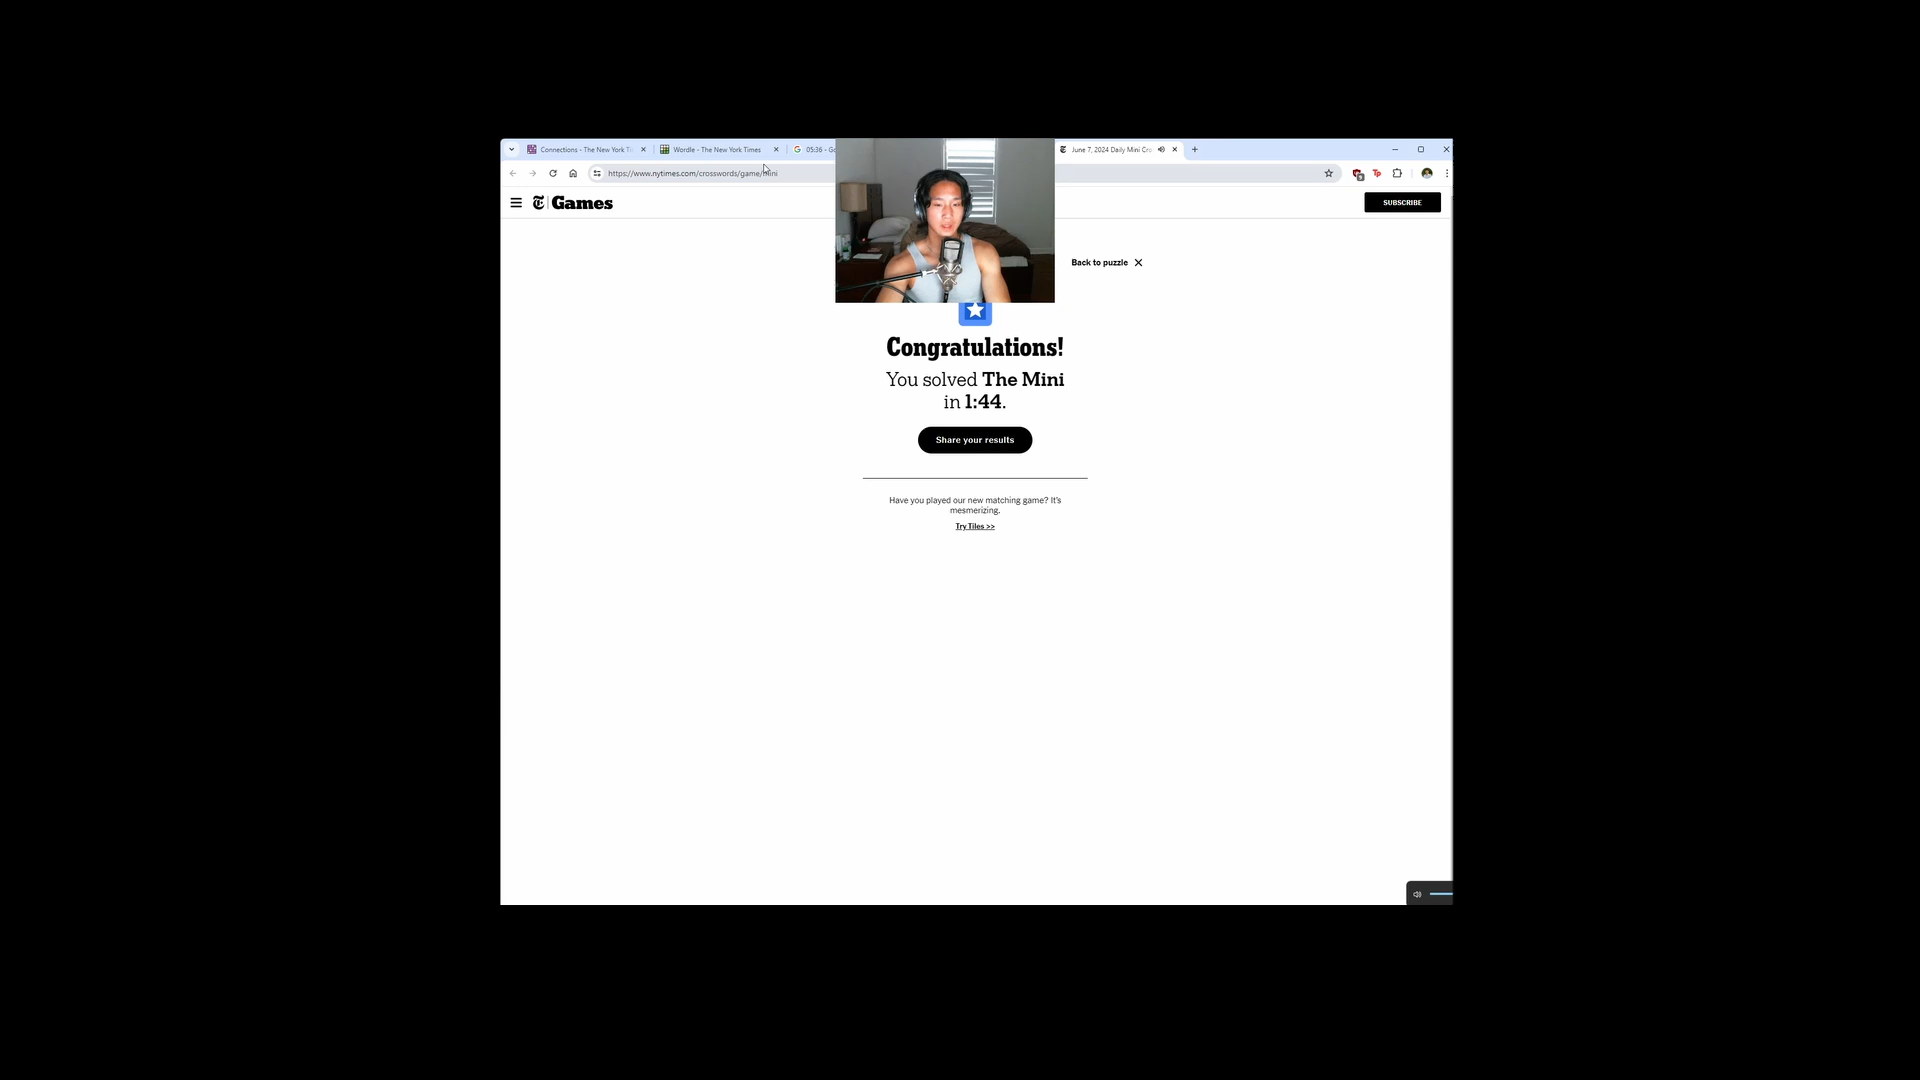 Connections - The New York Ti
Wordle - The New York Times
05:36 - Go
June 7, 2024 Daily Mini Cro
https://www.nytimes.com/crosswords/game/mini
Games
SUBSCRIBE
Back to puzzle
Congratulations!
You solved The Mini
in 1:44.
Share your results
Have you played our new matching game? It's
mesmerizing.
Try Tiles >>